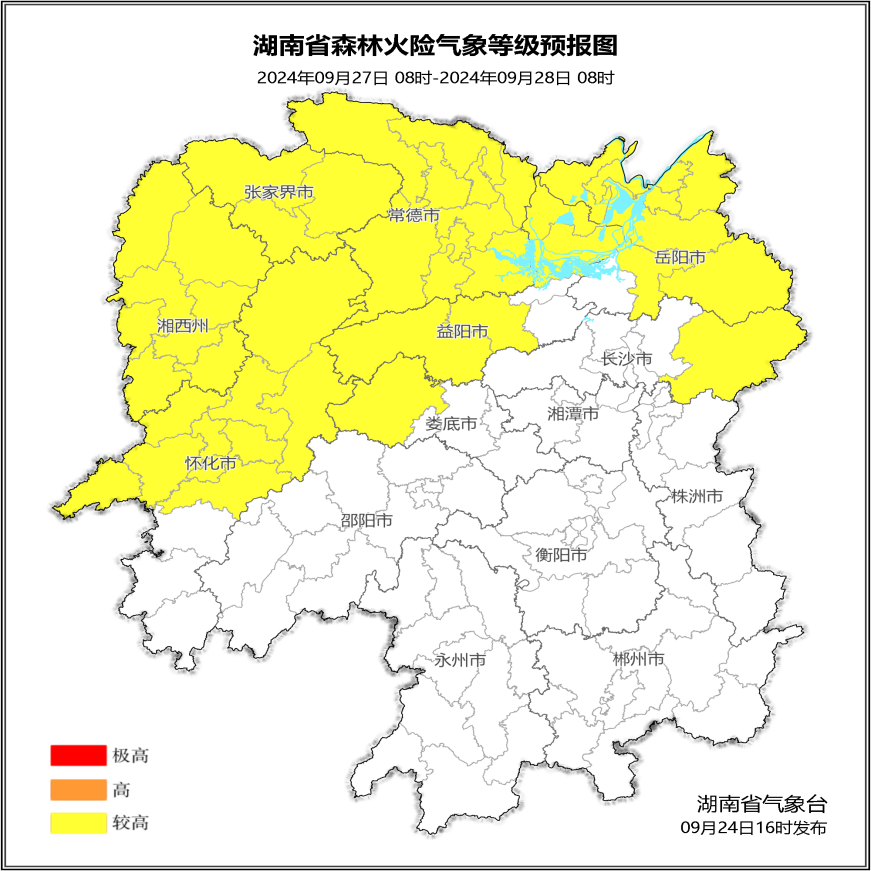 湖南省森林火险气象等级预报图
2024年09月27日 08时-2024年09月28日 08时
张家界市
常德市
岳阳市
湘西州
益阳市
长沙市
湘潭市
娄底市
怀化市
株洲市
邵阳市
衡阳市
永州市
郴州市
极高
高
较高
湖南省气象台
09月24日16时发布